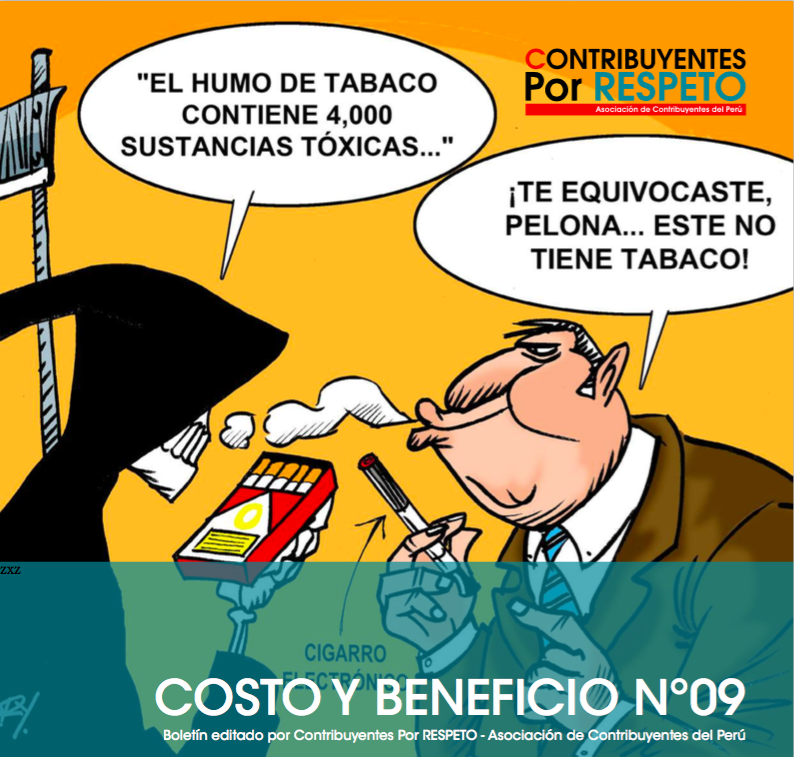 "EL HUMO DE TABACO
CONTIENE 4,000
SUSTANCIAS TÓXICAS..."
CONTRIBUYENTES
Por RESPETO
Asociación de Contribuyentes del Perú
¡TE EQUIVOCASTE,
PELONA... ESTE NO
TIENE TABACO!
zxz
CIGARRO
ELECTRÓNICO
COSTO Y BENEFICIO N°09
Boletín editado por Contribuyentes Por RESPETO - Asociación de Contribuyentes del Perú